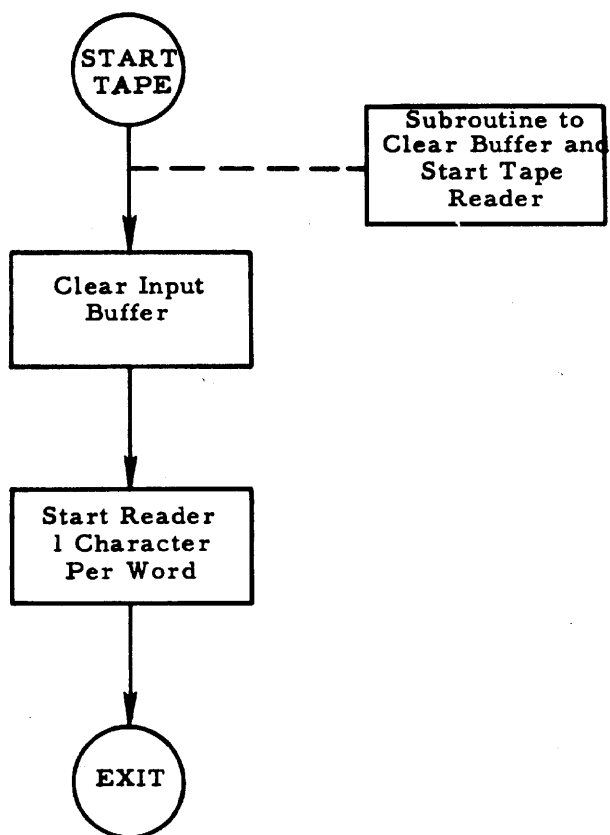 START
TAPE
Subroutine to
Clear Buffer and
Start Tape
Reader
Clear Input
Buffer
Start Reader
1 Character
Per Word
EXIT